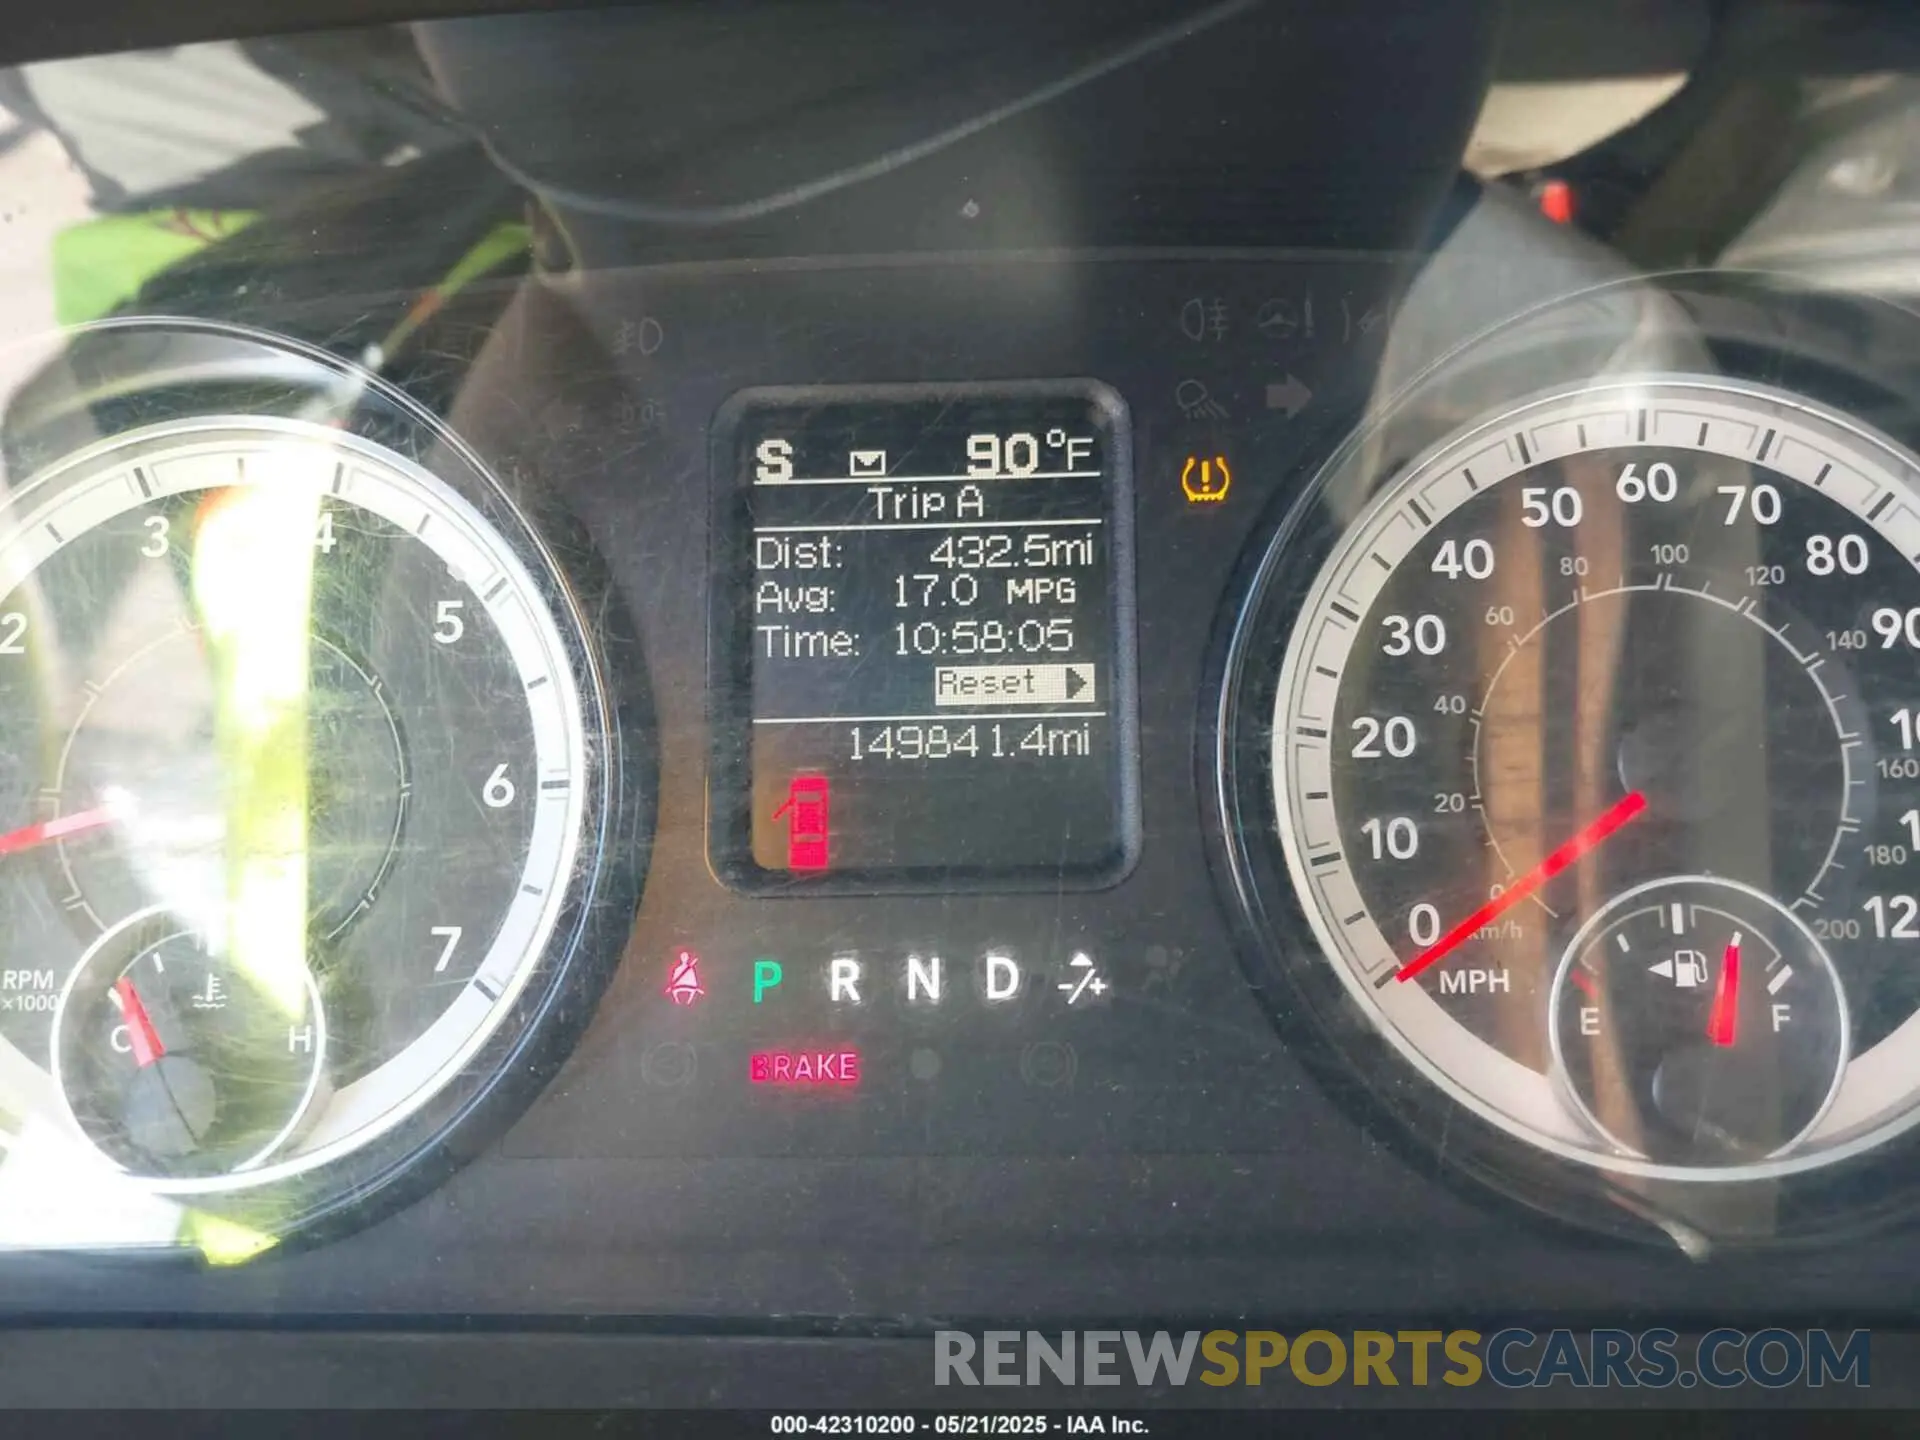 S 90°F
Trip A
Dist: 432.5mi
Avg: 17.0 MPG
Time: 10:58:05
Reset
149841.4mi
2 3 4 5 6 7
RPM
×1000
C H
P R N D -/+
BRAKE
0 10 20 30 40 50 60 70 80 90
MPH
0 20 40 60 80 100 120 140 160 180 200
km/h
E F
RENEWSPORTSCARS.COM
000-42310200 - 05/21/2025 - IAA Inc.